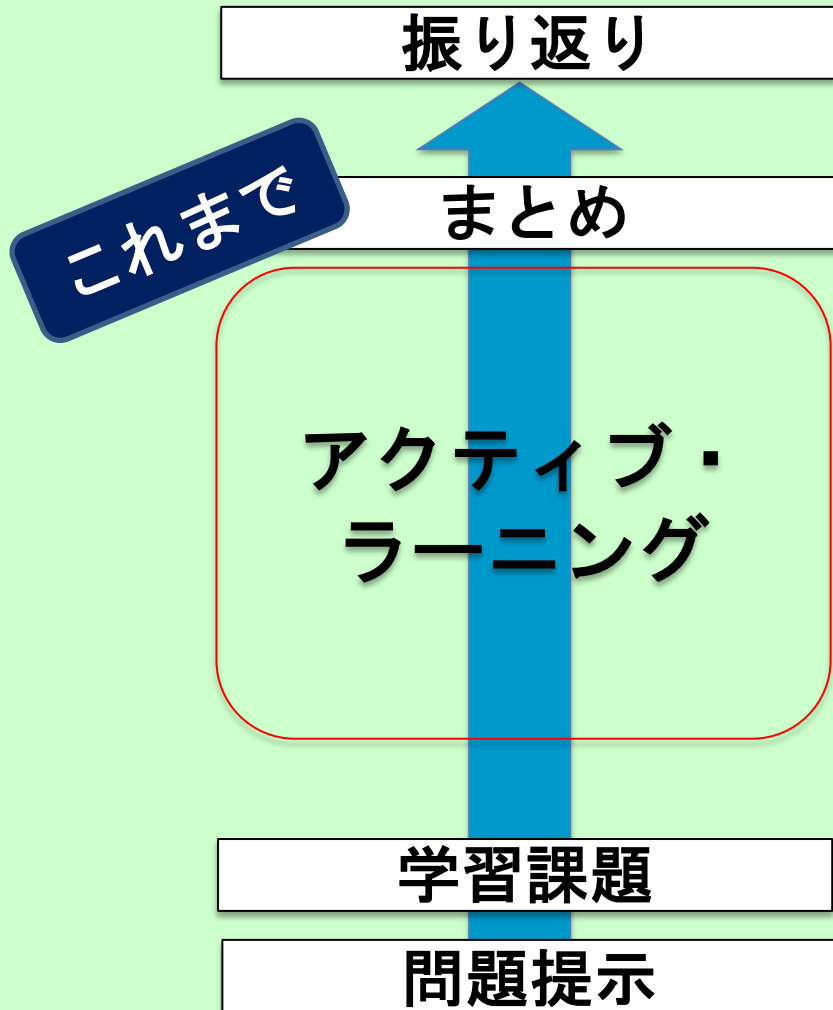 振り返り
これまで
まとめ
アクティブ・
ラーニング
学習課題
問題提示